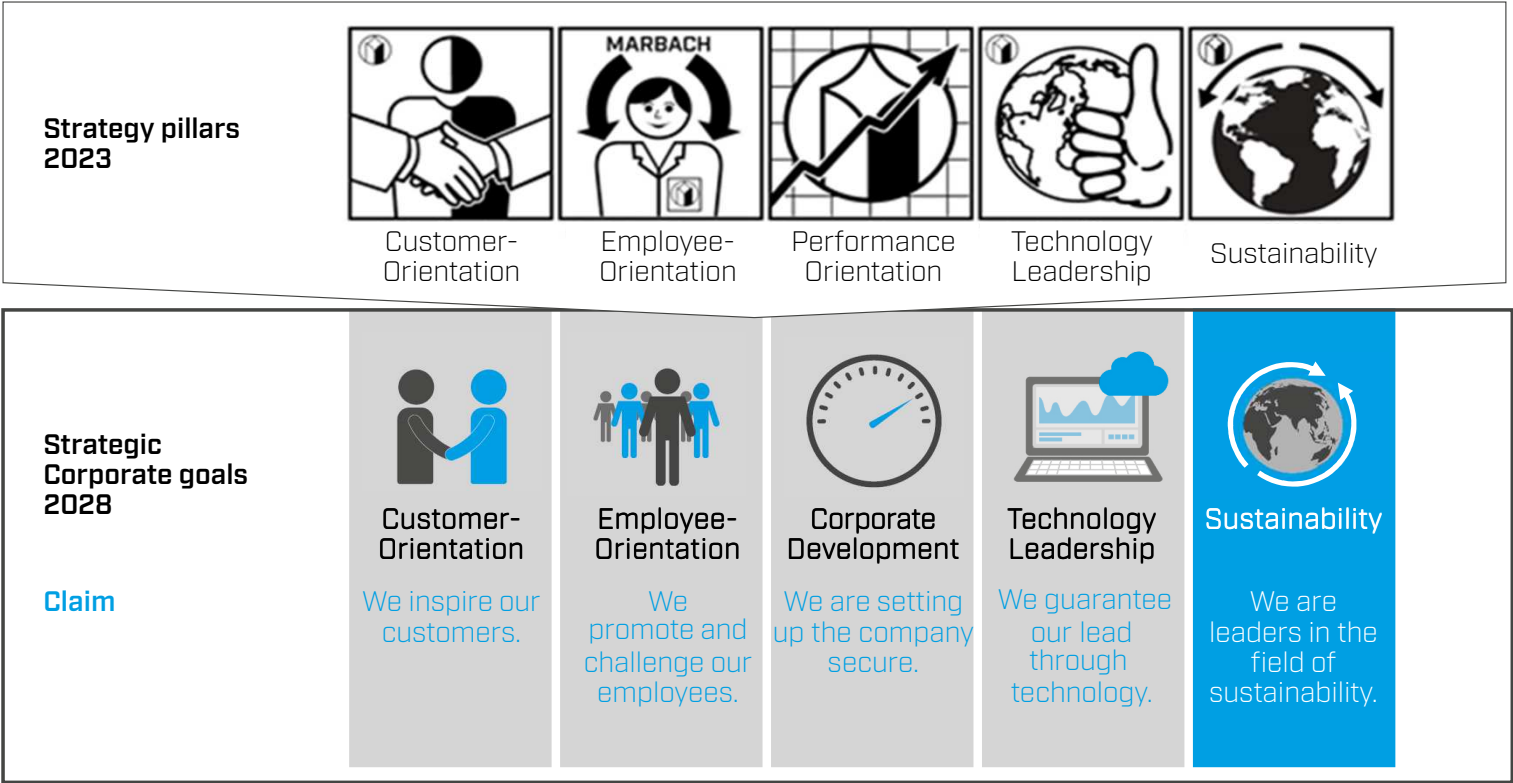 MARBACH
Strategy pillars
2023
Customer-
Orientation
Employee-
Orientation
Performance
Orientation
Technology
Leadership
Sustainability
Strategic
Corporate goals
2028
Customer-
Orientation
Employee-
Orientation
Corporate
Development
Technology
Leadership
Sustainability
Claim
We inspire our
customers.
We
promote and
challenge our
employees.
We are setting
up the company
secure.
We guarantee
our lead
through
technology.
We are
leaders in the
field of
sustainability.